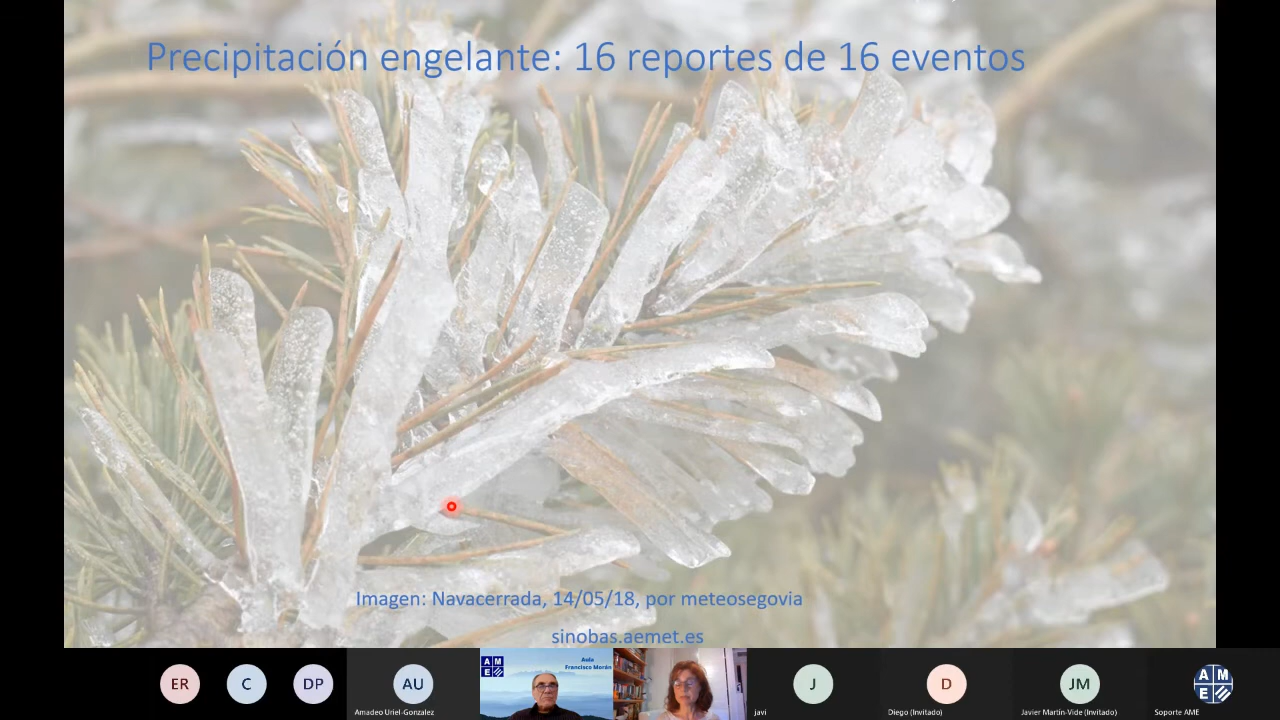 Precipitación engelante: 16 reportes de 16 eventos
Imagen: Navacerrada, 14/05/18, por meteosegovia
sinobas.aemet.es
ER
C
DP
AU
Amadeo Uriel-Gonzalez
A M
E
Aula
Francisco Morán
J
javi
D
Diego (Invitado)
JM
Javier Martín-Vide (Invitado)
A M
E
Soporte AME